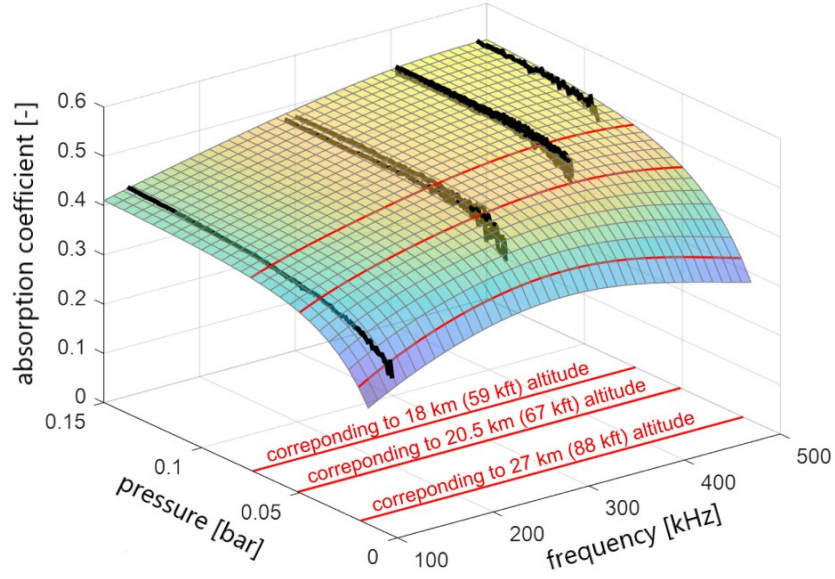 absorption coefficient [-]
0.6
0.5
0.4
0.3
0.2
0.1
0
0.15
0.1
0.05
0
pressure [bar]
correponding to 18 km (59 kft) altitude
correponding to 20.5 km (67 kft) altitude
correponding to 27 km (88 kft) altitude
100
200
300
400
500
frequency [kHz]